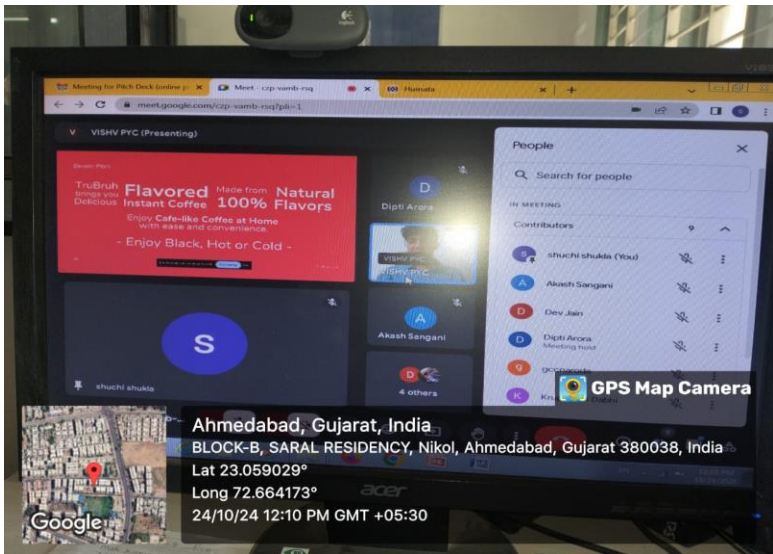 logitech
Meeting for Pitch Deck (online p
Meet - czp-vamb-rsq
Humata
meet.google.com/czp-vamb-rsq?pli=1
V VISHV PYC (Presenting)
TruBruh
brings you
Delicious
Flavored
Instant Coffee
Made from Natural
100% Flavors
Enjoy Cafe-like Coffee at Home
with ease and convenience.
- Enjoy Black, Hot or Cold -
D
Dipti Arora
VISHV PYC
VISHV PYC
A
Akash Sangani
D
4 others
S
shuchi shukla
People
Search for people
IN MEETING
Contributors 9
S shuchi shukla (You)
A Akash Sangani
D Dev Jain
D Dipti Arora
Meeting host
g
K
acer
GPS Map Camera
Google
Ahmedabad, Gujarat, India
BLOCK-B, SARAL RESIDENCY, Nikol, Ahmedabad, Gujarat 380038, India
Lat 23.059029°
Long 72.664173°
24/10/24 12:10 PM GMT +05:30